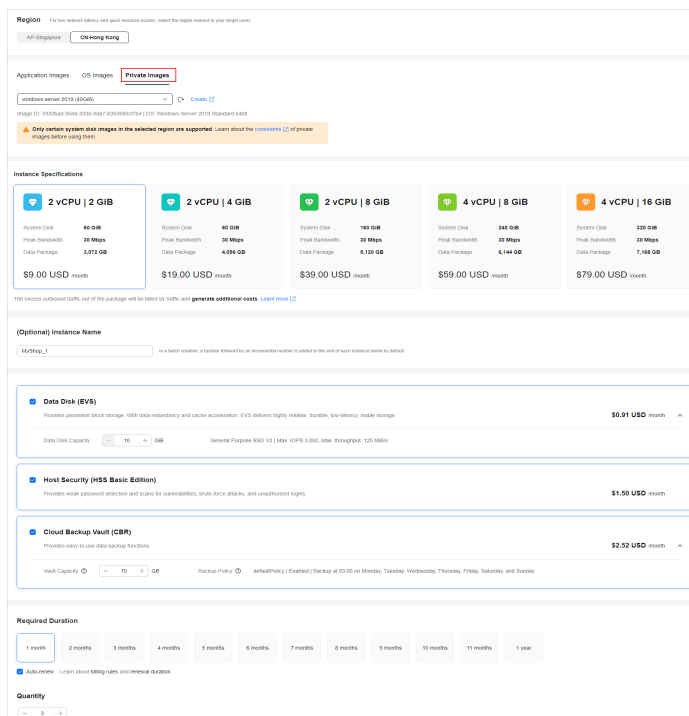 Region For low network latency and quick resource access, select the region nearest to your target users.
AP-Singapore CN-Hong Kong
Application Images OS Images Private Images
windows server 2019 (40GiB) Create
OS: Windows Server 2019 Standard 64bit
Only certain system disk images in the selected region are supported. Learn about the constraints of private
images before using them.
Instance Specifications
2 vCPU | 2 GiB 2 vCPU | 4 GiB 2 vCPU | 8 GiB 4 vCPU | 8 GiB 4 vCPU | 16 GiB
System Disk 60 GiB System Disk 80 GiB System Disk 160 GiB System Disk 240 GiB System Disk 320 GiB
Peak Bandwidth 30 Mbps Peak Bandwidth 30 Mbps Peak Bandwidth 30 Mbps Peak Bandwidth 30 Mbps Peak Bandwidth 30 Mbps
Data Package 3,072 GB Data Package 4,096 GB Data Package 5,120 GB Data Package 6,144 GB Data Package 7,168 GB
$9.00 USD /month $19.00 USD /month $39.00 USD /month $59.00 USD /month $79.00 USD /month
The excess outbound traffic out of the package will be billed by traffic and generate additional costs. Learn more
(Optional) Instance Name
MyShop_1 In a batch creation, a hyphen followed by an incremental number is added to the end of each instance name by default.
Data Disk (EVS)
Provides persistent block storage. With data redundancy and cache acceleration, EVS delivers highly reliable, durable, low-latency, stable storage. $0.91 USD /month
Data Disk Capacity − 10 + GiB General Purpose SSD V2 | Max. IOPS 3,000, Max. throughput: 125 MiB/s
Host Security (HSS Basic Edition)
Provides weak password detection and scans for vulnerabilities, brute-force attacks, and unauthorized logins. $1.50 USD /month
Cloud Backup Vault (CBR)
Provides easy-to-use data backup functions. $2.52 USD /month
Vault Capacity − 70 + GB Backup Policy defaultPolicy | Enabled | Backup at 03:00 on Monday, Tuesday, Wednesday, Thursday, Friday, Saturday, and Sunday
Required Duration
1 month 2 months 3 months 4 months 5 months 6 months 7 months 8 months 9 months 10 months 11 months 1 year
Auto-renew Learn about billing rules and renewal duration
Quantity
− 3 +